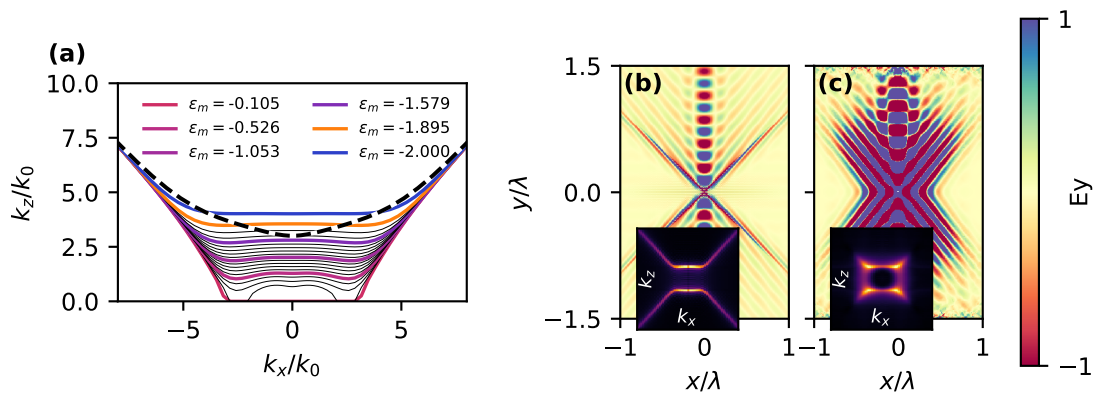 (a)
10.0
7.5
5.0
2.5
0.0
k_z/k_0
ε_m = -0.105
ε_m = -0.526
ε_m = -1.053
ε_m = -1.579
ε_m = -1.895
ε_m = -2.000
−5 0 5
k_x/k_0
(b)
1.5
0.0
−1.5
y/λ
k_z
k_x
−1 0 1
x/λ
(c)
k_z
k_x
−1 0 1
x/λ
1
−1
Ey